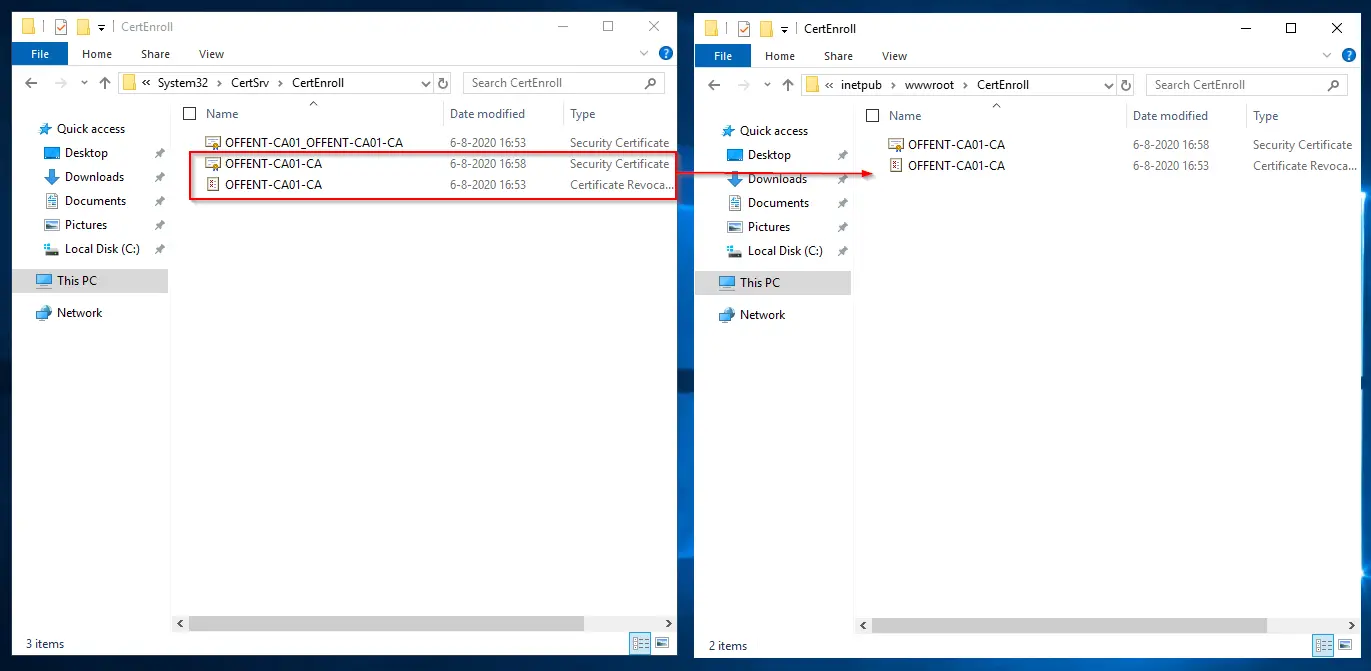 CertEnroll
File Home Share View
« System32 › CertSrv › CertEnroll
Search CertEnroll
Name Date modified Type
Quick access
Desktop
Downloads
Documents
Pictures
Local Disk (C:)
This PC
Network
OFFENT-CA01_OFFENT-CA01-CA 6-8-2020 16:53 Security Certificate
OFFENT-CA01-CA 6-8-2020 16:58 Security Certificate
OFFENT-CA01-CA 6-8-2020 16:53 Certificate Revoca...
3 items
CertEnroll
File Home Share View
« inetpub › wwwroot › CertEnroll
Search CertEnroll
Name Date modified Type
Quick access
Desktop
Downloads
Documents
Pictures
Local Disk (C:)
This PC
Network
OFFENT-CA01-CA 6-8-2020 16:58 Security Certificate
OFFENT-CA01-CA 6-8-2020 16:53 Certificate Revoca...
2 items